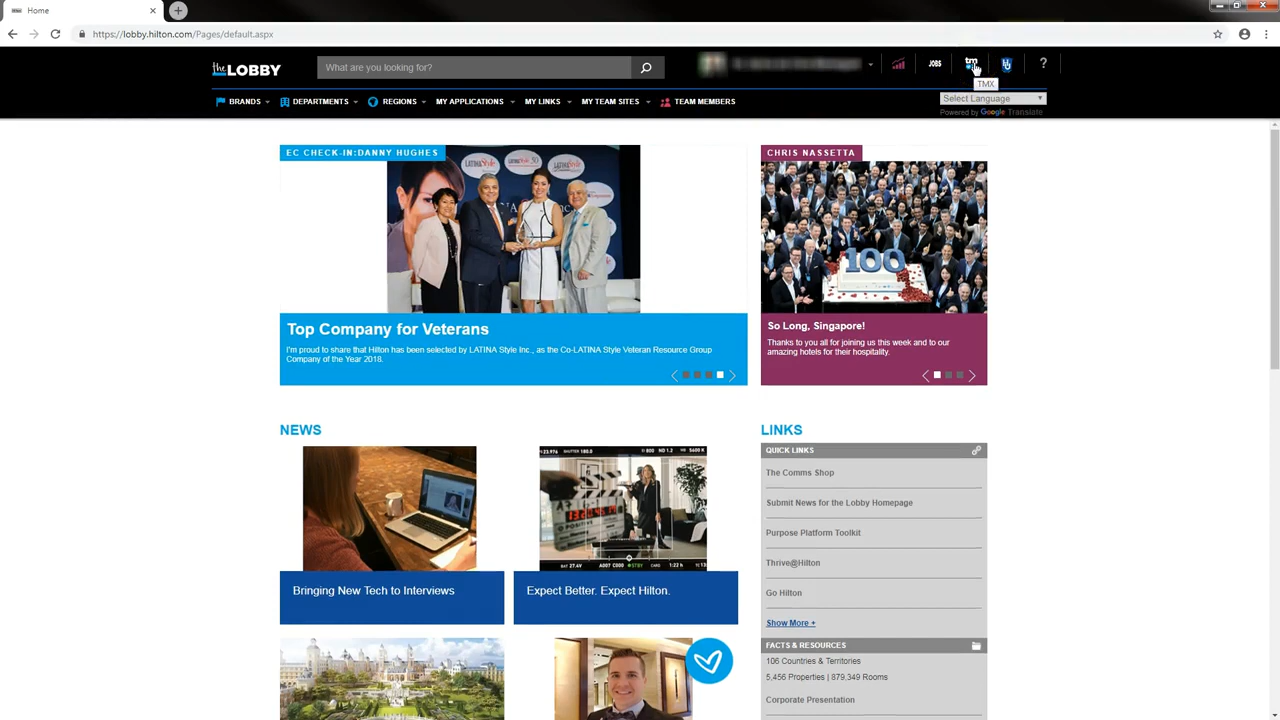 Home
https://lobby.hilton.com/Pages/default.aspx
the LOBBY
What are you looking for?
JOBS
tm
?
TMX
BRANDS
DEPARTMENTS
REGIONS
MY APPLICATIONS
MY LINKS
MY TEAM SITES
TEAM MEMBERS
Select Language
Powered by Google Translate
EC CHECK-IN:DANNY HUGHES
CHRIS NASSETTA
100
Top Company for Veterans
I'm proud to share that Hilton has been selected by LATINA Style Inc., as the Co-LATINA Style Veteran Resource Group
Company of the Year 2018.
So Long, Singapore!
Thanks to you all for joining us this week and to our
amazing hotels for their hospitality.
NEWS
LINKS
QUICK LINKS
The Comms Shop
Submit News for the Lobby Homepage
Purpose Platform Toolkit
Thrive@Hilton
Go Hilton
Show More +
Bringing New Tech to Interviews
Expect Better. Expect Hilton.
FACTS & RESOURCES
106 Countries & Territories
5,456 Properties | 879,349 Rooms
Corporate Presentation